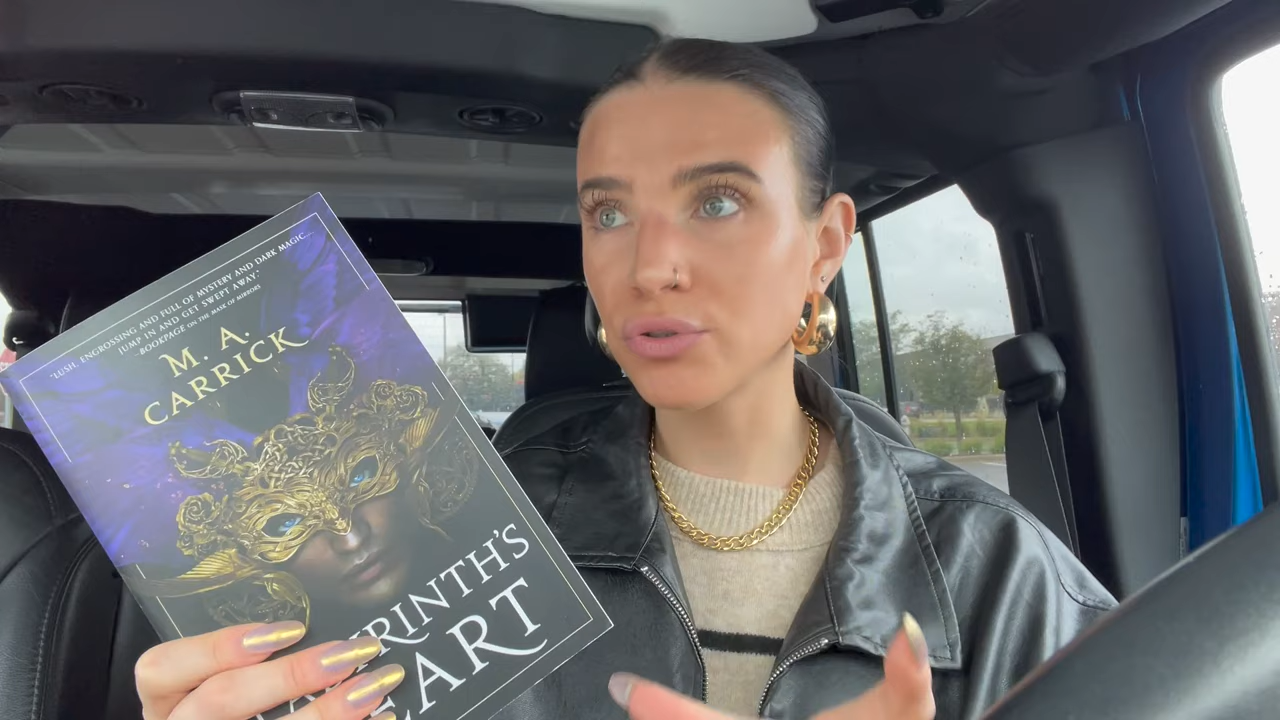 "LUSH, ENGROSSING AND FULL OF MYSTERY AND DARK MAGIC...
JUMP IN AND GET SWEPT AWAY."
-BOOKPAGE ON THE MASK OF MIRRORS
M. A.
CARRICK
YRINTH'S
EART